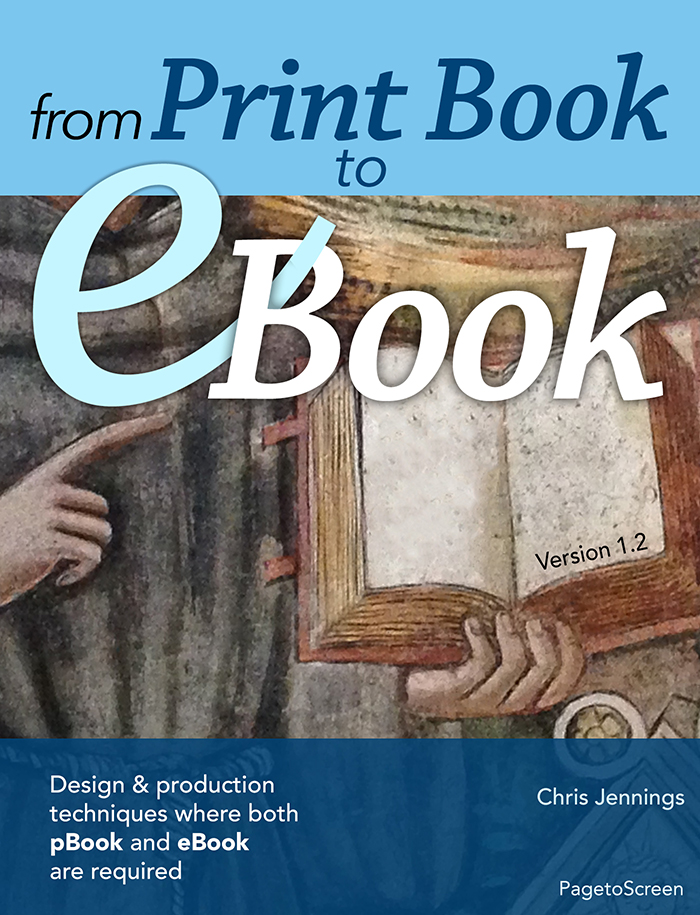 from Print Book
to
eBook
Version 1.2
Design & production
techniques where both
pBook and eBook
are required
Chris Jennings
PagetoScreen